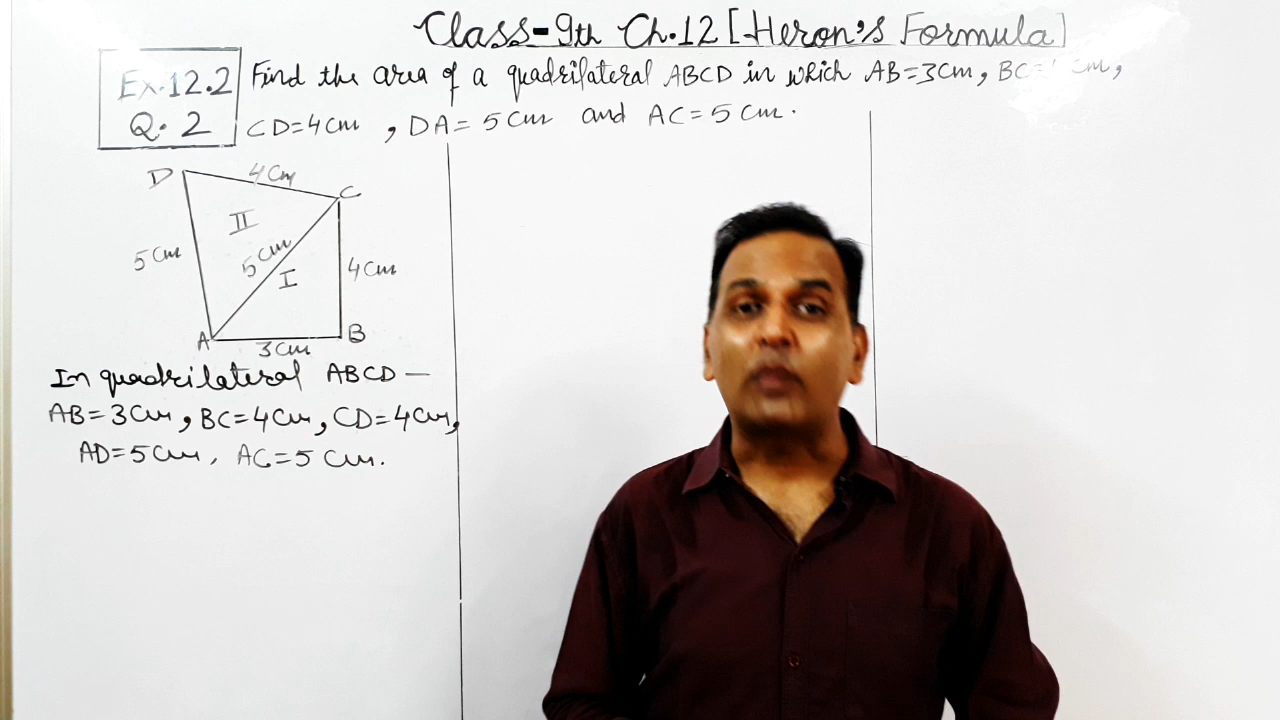 Class-9th Ch.12 [Heron's Formula]
Ex.12.2
Q. 2
Find the area of a quadrilateral ABCD in which AB=3cm, BC= cm,
CD=4cm, DA=5cm and AC=5cm.
D
4cm
C
II
5cm
5cm
I
4cm
A
B
3cm
In quadrilateral ABCD —
AB=3cm, BC=4cm, CD=4cm,
AD=5cm, AC=5cm.